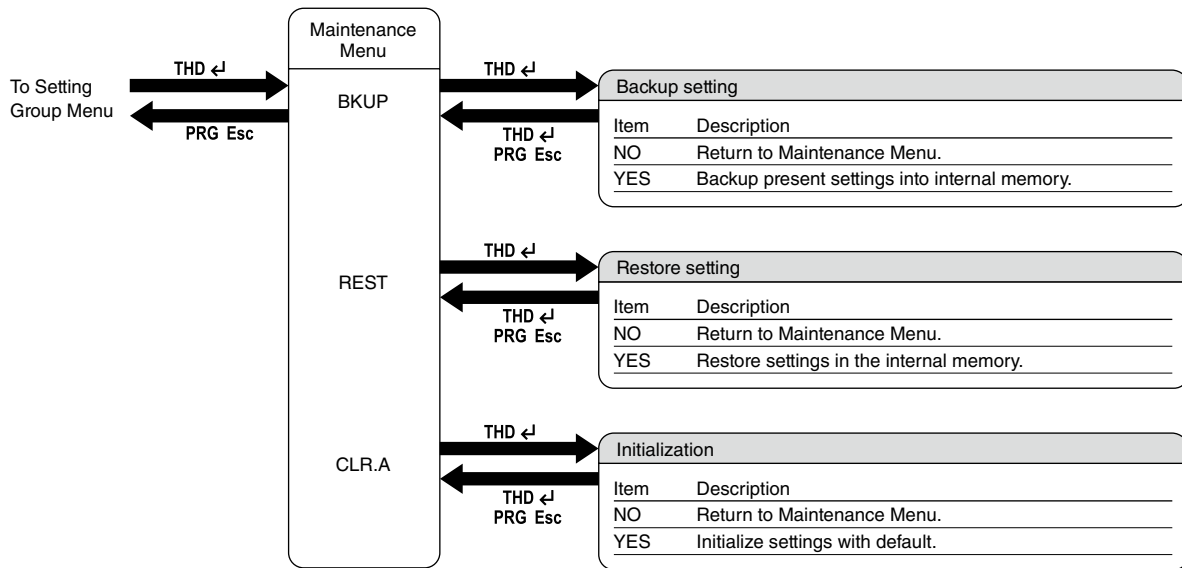 Maintenance
Menu
To Setting
Group Menu
THD ↵
PRG Esc
BKUP
THD ↵
THD ↵
PRG Esc
Backup setting
Item Description
NO Return to Maintenance Menu.
YES Backup present settings into internal memory.
REST
THD ↵
THD ↵
PRG Esc
Restore setting
Item Description
NO Return to Maintenance Menu.
YES Restore settings in the internal memory.
CLR.A
THD ↵
THD ↵
PRG Esc
Initialization
Item Description
NO Return to Maintenance Menu.
YES Initialize settings with default.